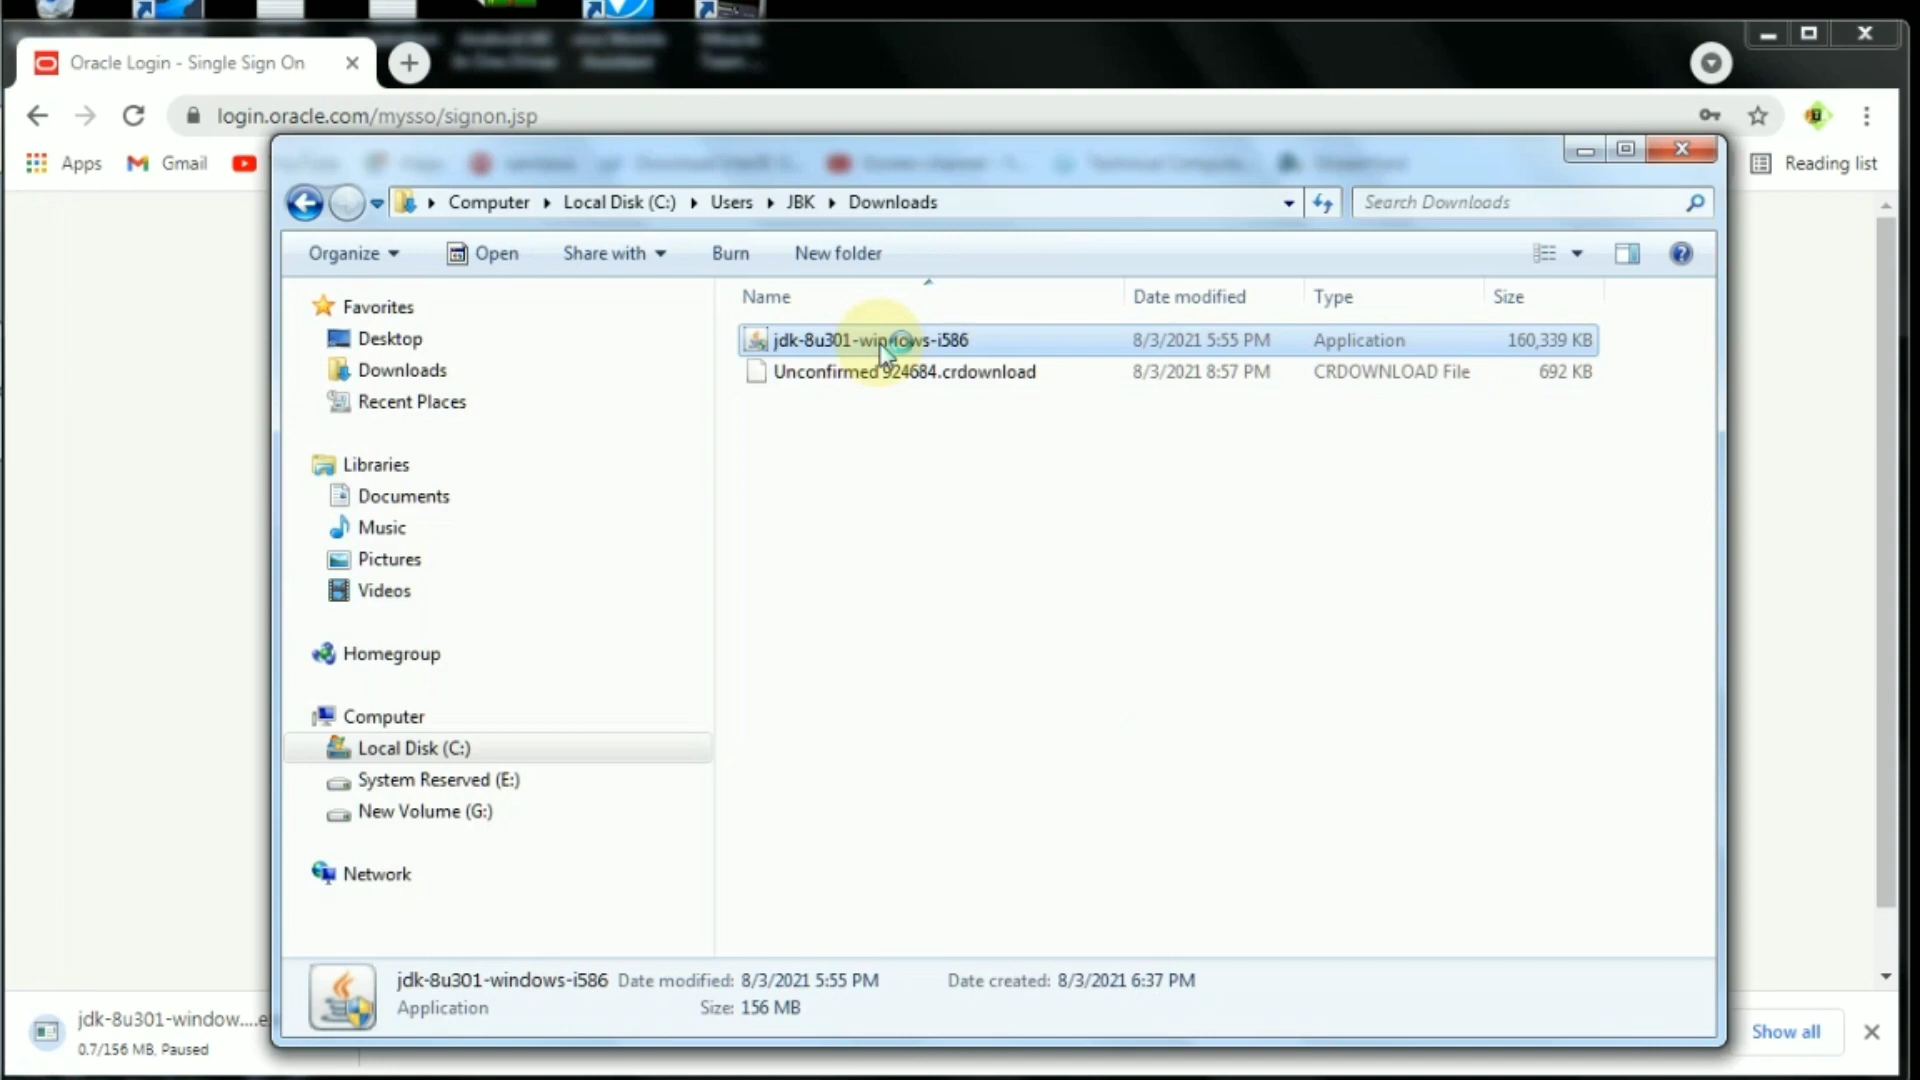 Oracle Login - Single Sign On
login.oracle.com/mysso/signon.jsp
Apps Gmail
Reading list
Computer Local Disk (C:) Users JBK Downloads
Search Downloads
Organize Open Share with Burn New folder
Name Date modified Type Size
jdk-8u301-windows-i586 8/3/2021 5:55 PM Application 160,339 KB
Unconfirmed 924684.crdownload 8/3/2021 8:57 PM CRDOWNLOAD File 692 KB
Favorites
Desktop
Downloads
Recent Places
Libraries
Documents
Music
Pictures
Videos
Homegroup
Computer
Local Disk (C:)
System Reserved (E:)
New Volume (G:)
Network
jdk-8u301-windows-i586 Date modified: 8/3/2021 5:55 PM Date created: 8/3/2021 6:37 PM
Application Size: 156 MB
jdk-8u301-window....e
0.7/156 MB, Paused
Show all